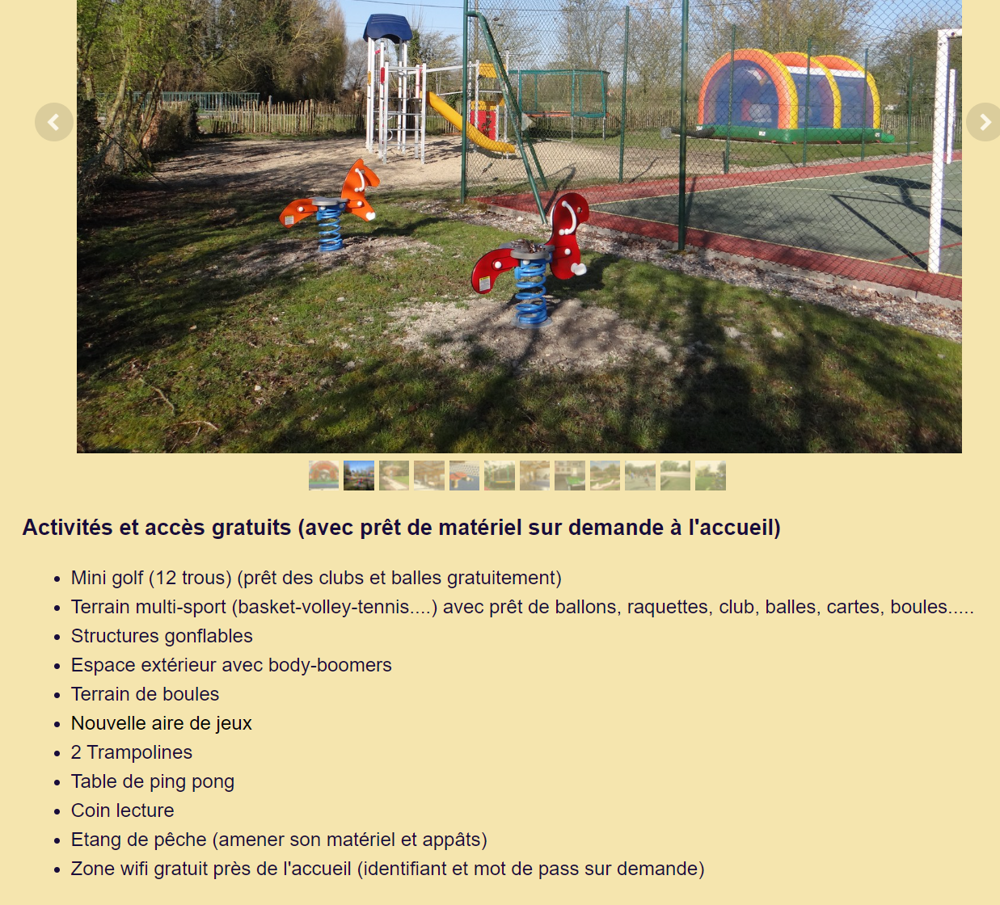 Activités et accès gratuits (avec prêt de matériel sur demande à l'accueil)
Mini golf (12 trous) (prêt des clubs et balles gratuitement)
Terrain multi-sport (basket-volley-tennis....) avec prêt de ballons, raquettes, club, balles, cartes, boules.....
Structures gonflables
Espace extérieur avec body-boomers
Terrain de boules
Nouvelle aire de jeux
2 Trampolines
Table de ping pong
Coin lecture
Etang de pêche (amener son matériel et appâts)
Zone wifi gratuit près de l'accueil (identifiant et mot de pass sur demande)